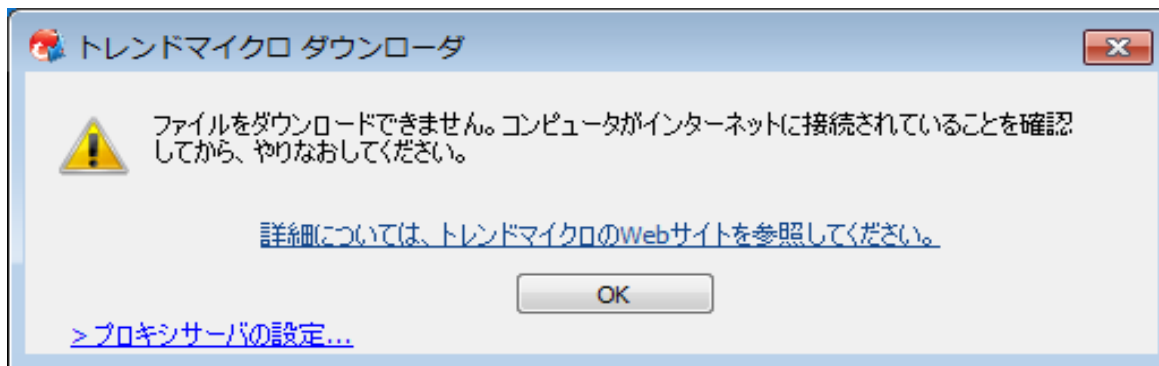 トレンドマイクロ ダウンローダ
ファイルをダウンロードできません。コンピュータがインターネットに接続されていることを確認
してから、やりなおしてください。
詳細については、トレンドマイクロのWebサイトを参照してください。
OK
> プロキシサーバの設定...